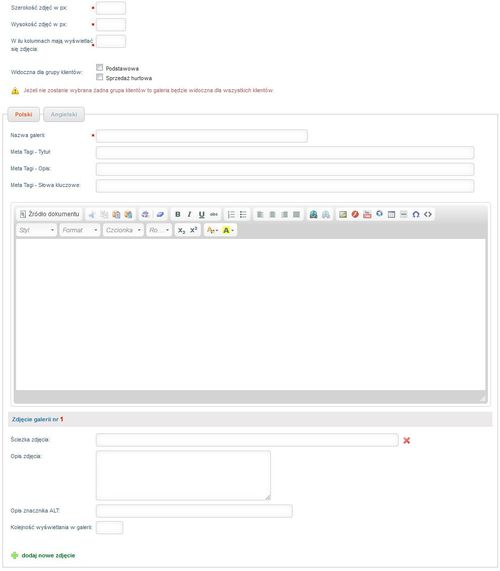 Szerokość zdjęć w px:
Wysokość zdjęć w px:
W ilu kolumnach mają wyświetlać
się zdjęcia:
Widoczna dla grupy klientów:
Podstawowa
Sprzedaż hurtowa
Jeżeli nie zostanie wybrana żadna grupa klientów to galeria będzie widoczna dla wszystkich klientów
Polski Angielski
Nazwa galerii:
Meta Tagi - Tytuł:
Meta Tagi - Opis:
Meta Tagi - Słowa kluczowe:
Źródło dokumentu B I U abc
Styl Format Czcionka Ro... X₂ X² A A
Zdjęcie galerii nr 1
Ścieżka zdjęcia:
Opis zdjęcia:
Opis znacznika ALT:
Kolejność wyświetlania w galerii:
dodaj nowe zdjęcie